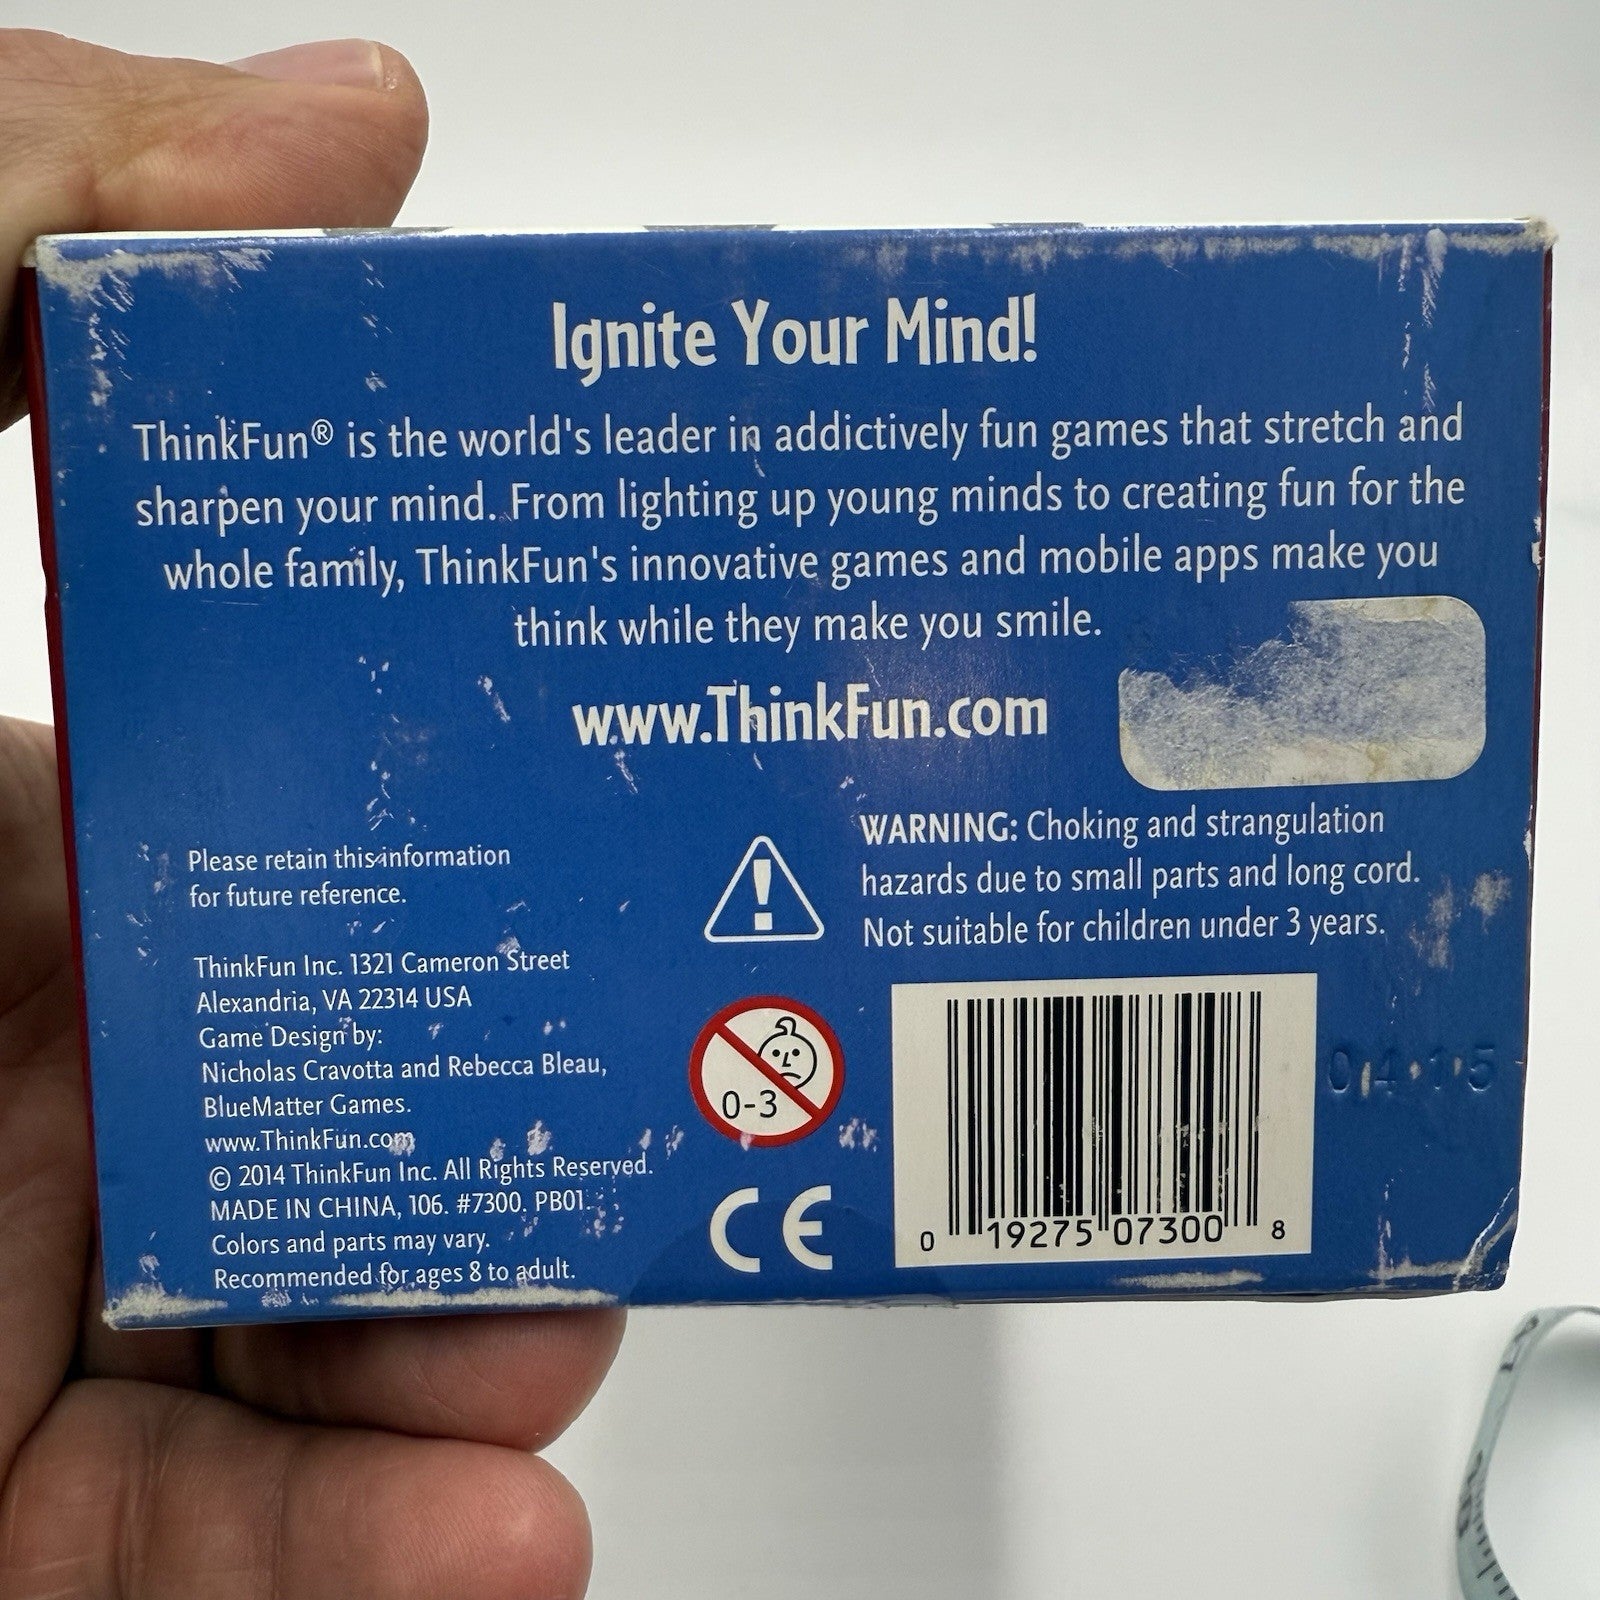 Ignite Your Mind!
ThinkFun® is the world's leader in addictively fun games that stretch and
sharpen your mind. From lighting up young minds to creating fun for the
whole family, ThinkFun's innovative games and mobile apps make you
think while they make you smile.
www.ThinkFun.com
Please retain this information
for future reference.
ThinkFun Inc. 1321 Cameron Street
Alexandria, VA 22314 USA
Game Design by:
Nicholas Cravotta and Rebecca Bleau,
BlueMatter Games.
www.ThinkFun.com
© 2014 ThinkFun Inc. All Rights Reserved.
MADE IN CHINA, 106. #7300. PB01.
Colors and parts may vary.
Recommended for ages 8 to adult.
WARNING: Choking and strangulation
hazards due to small parts and long cord.
Not suitable for children under 3 years.
0-3
CE
0 19275 07300 8